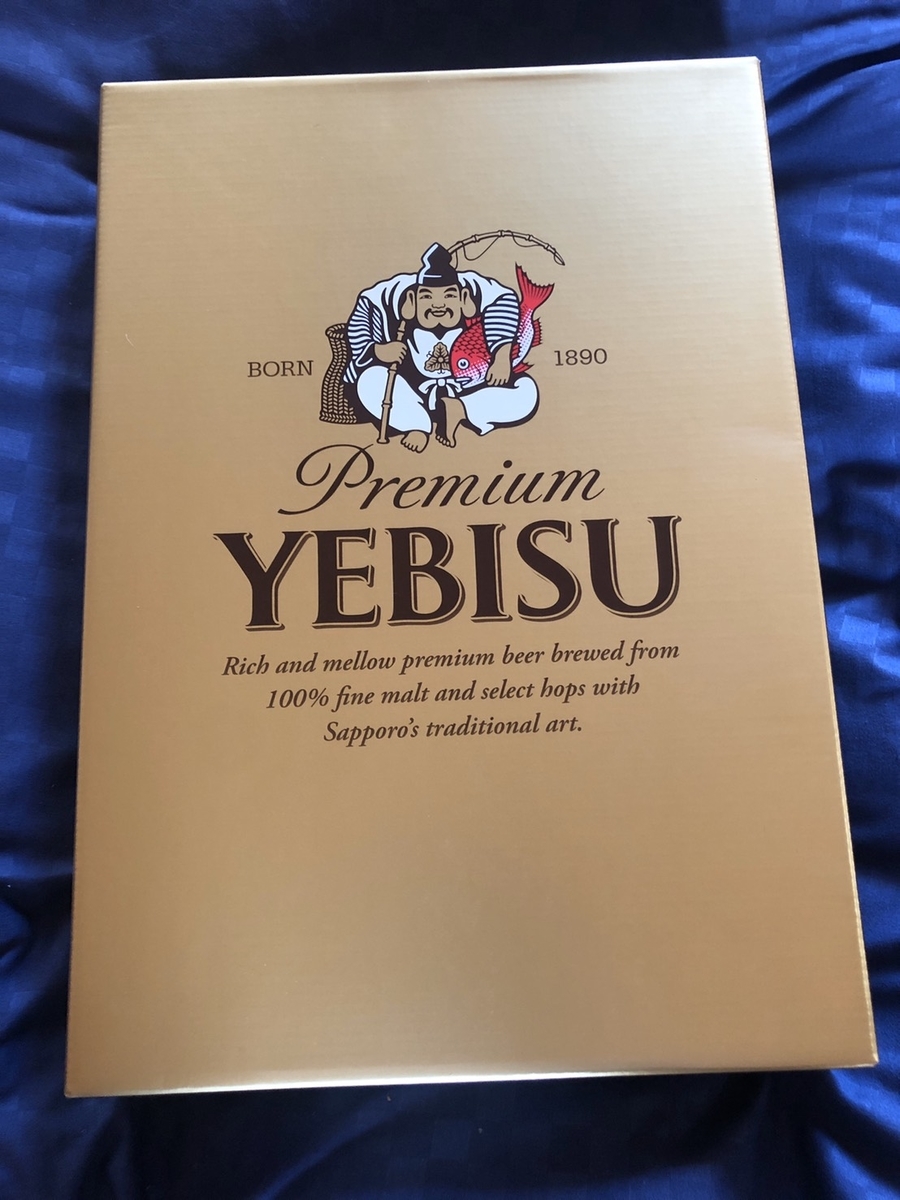 BORN 1890
Premium
YEBISU
Rich and mellow premium beer brewed from
100% fine malt and select hops with
Sapporo's traditional art.